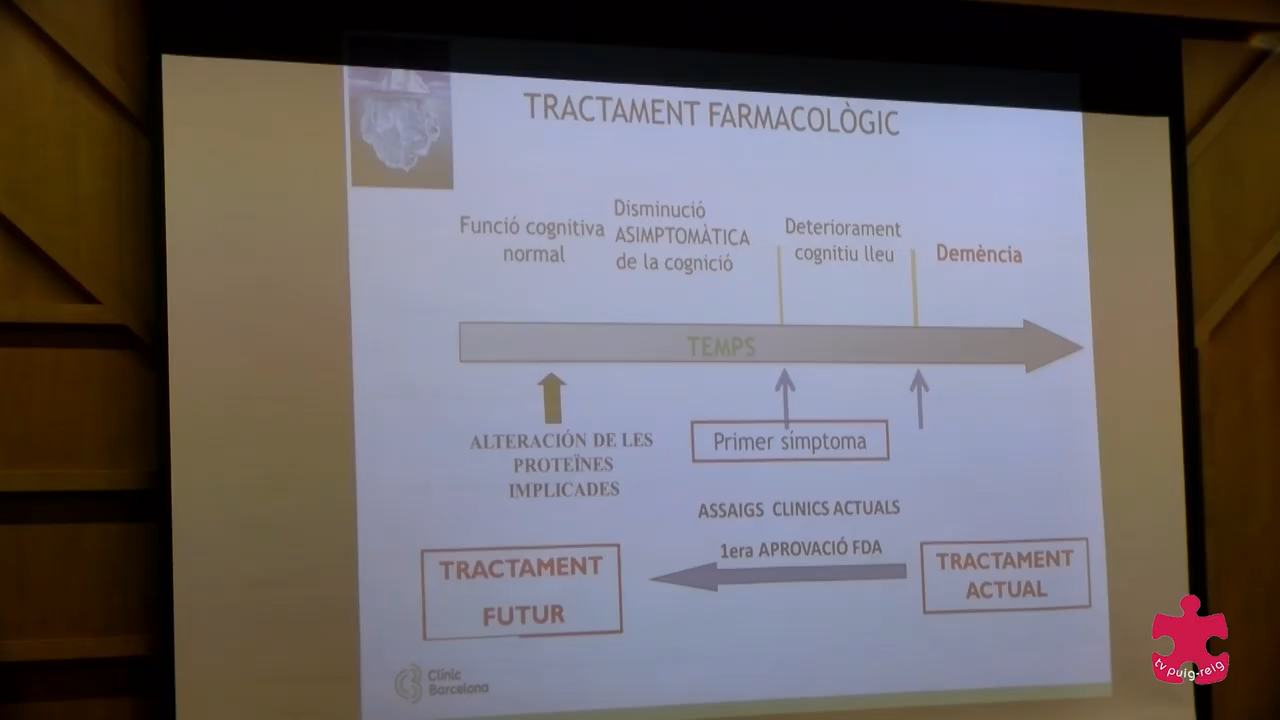 TRACTAMENT FARMACOLÒGIC
Funció cognitiva
normal
Disminució
ASIMPTOMÀTICA
de la cognició
Deteriorament
cognitiu lleu
Demència
TEMPS
ALTERACIÓN DE LES
PROTEÏNES
IMPLICADES
Primer símptoma
ASSAIGS CLINICS ACTUALS
1era APROVACIÓ FDA
TRACTAMENT
FUTUR
TRACTAMENT
ACTUAL
Clínic
Barcelona
tv puig-reig